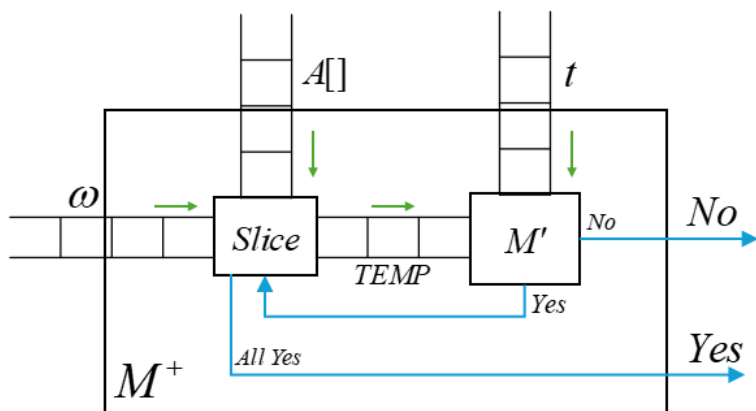 A[]
t
ω
Slice
M'
No
No
TEMP
Yes
All Yes
Yes
M⁺